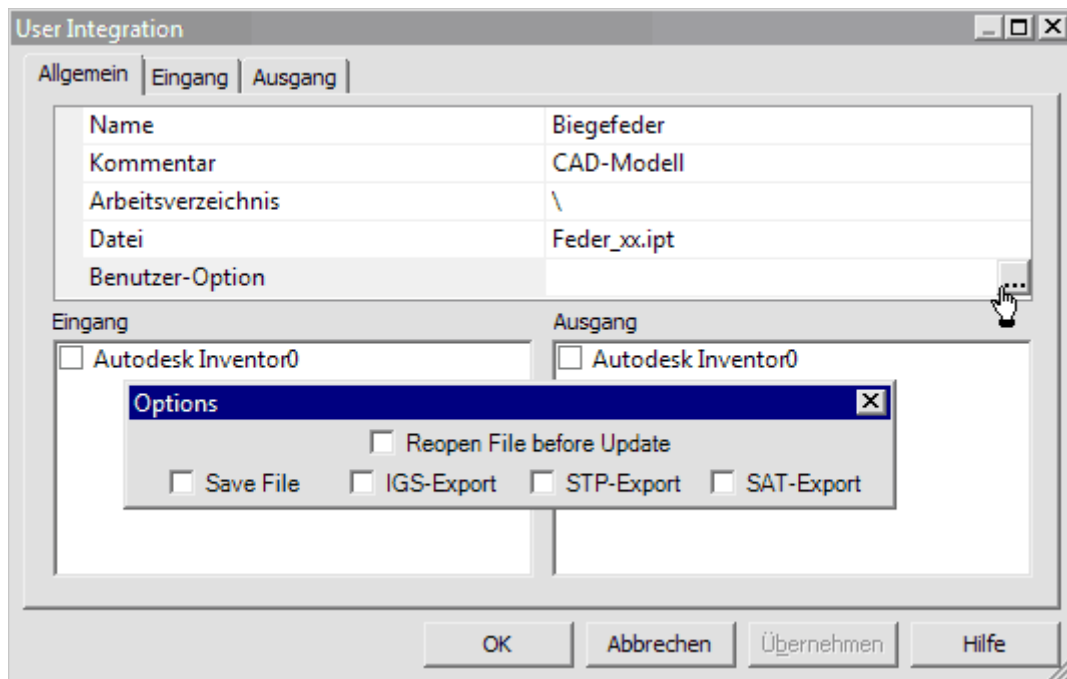 User Integration
Allgemein Eingang Ausgang
Name Biegefeder
Kommentar CAD-Modell
Arbeitsverzeichnis \
Datei Feder_xx.ipt
Benutzer-Option ...
Eingang Ausgang
Autodesk Inventor0 Autodesk Inventor0
Options
Reopen File before Update
Save File IGS-Export STP-Export SAT-Export
OK Abbrechen Übernehmen Hilfe